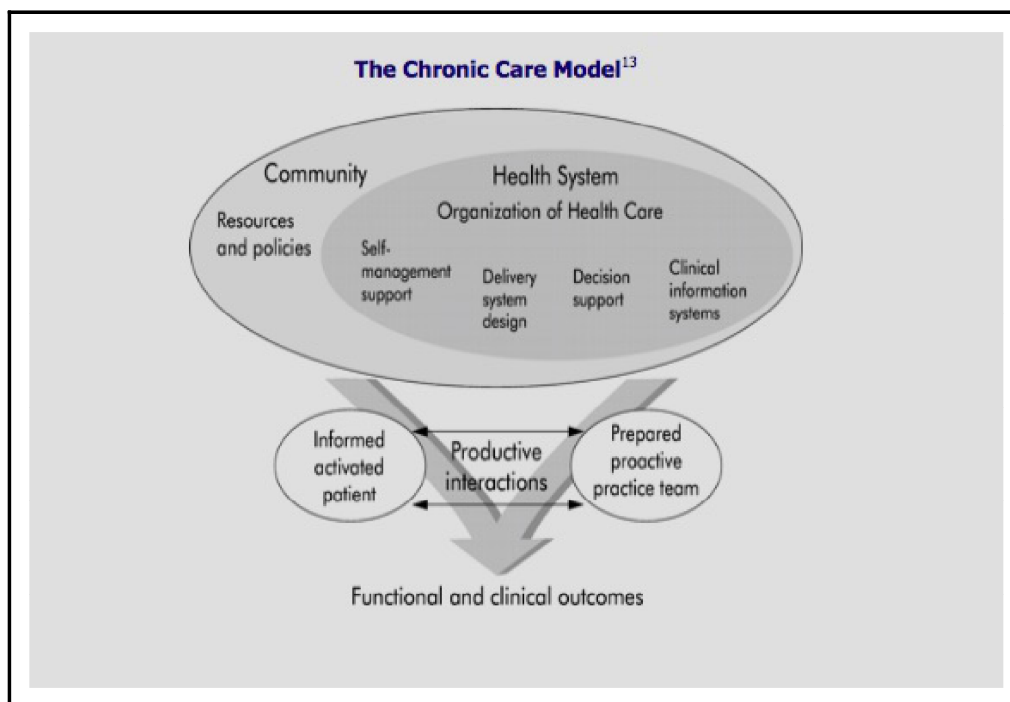 The Chronic Care Model13
Community
Health System
Organization of Health Care
Resources
and policies
Self-
management
support
Delivery
system
design
Decision
support
Clinical
information
systems
Informed
activated
patient
Productive
interactions
Prepared
proactive
practice team
Functional and clinical outcomes